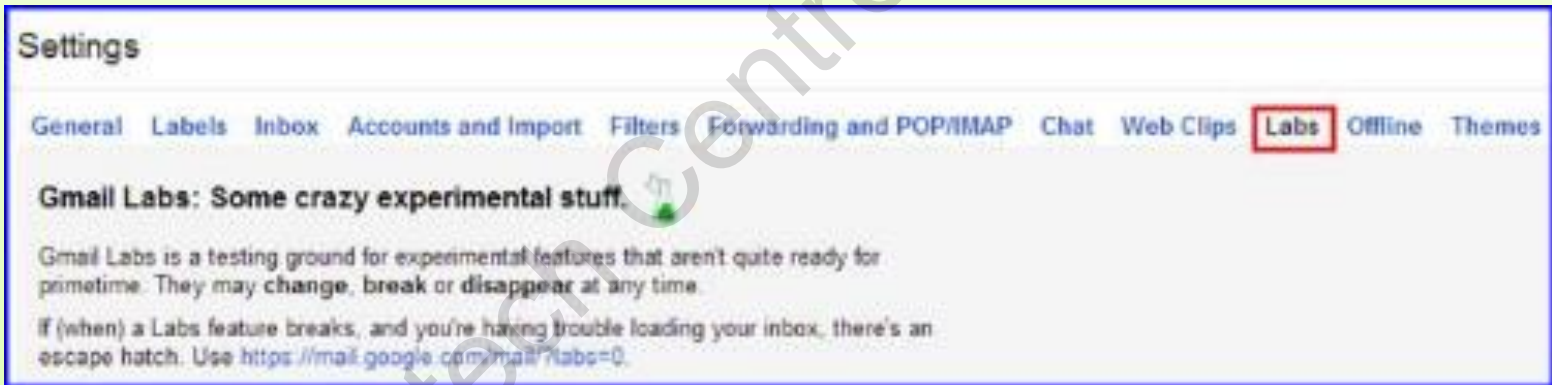 Settings
General Labels Inbox Accounts and Import Filters Forwarding and POP/IMAP Chat Web Clips Labs Offline Themes
Gmail Labs: Some crazy experimental stuff.
Gmail Labs is a testing ground for experimental features that aren't quite ready for
primetime. They may change, break or disappear at any time.
If (when) a Labs feature breaks, and you're having trouble loading your inbox, there's an
escape hatch. Use https://mail.google.com/mail/?labs=0.
tech Centre